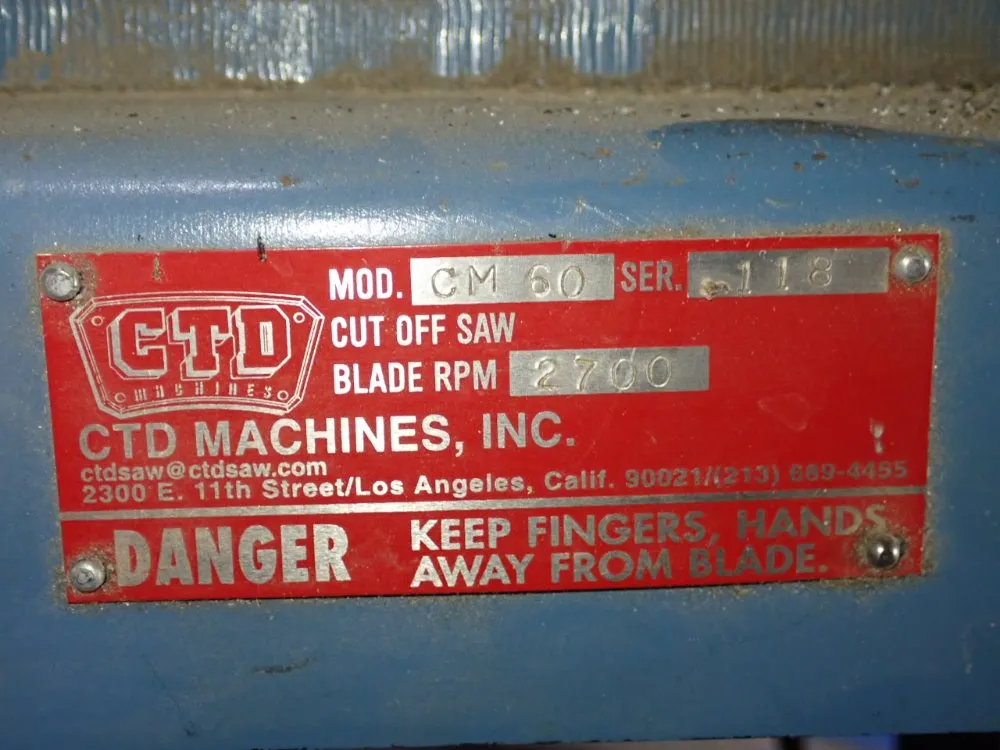 MOD. CM 60 SER. 118
CUT OFF SAW
BLADE RPM 2700
CTD
MACHINES
CTD MACHINES, INC.
ctdsaw@ctdsaw.com
2300 E. 11th Street/Los Angeles, Calif. 90021/(213) 689-4455
DANGER
KEEP FINGERS, HANDS
AWAY FROM BLADE.